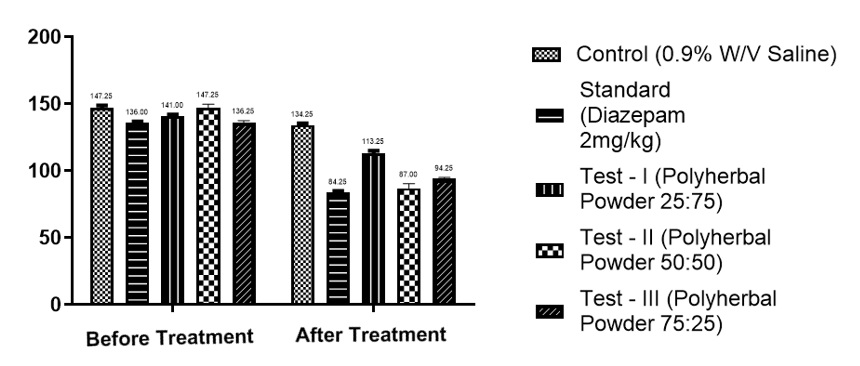 200
150
100
50
0
147.25
136.00
141.00
147.25
136.25
134.25
84.25
113.25
87.00
94.25
Before Treatment
After Treatment
Control (0.9% W/V Saline)
Standard
(Diazepam
2mg/kg)
Test - I (Polyherbal
Powder 25:75)
Test - II (Polyherbal
Powder 50:50)
Test - III (Polyherbal
Powder 75:25)